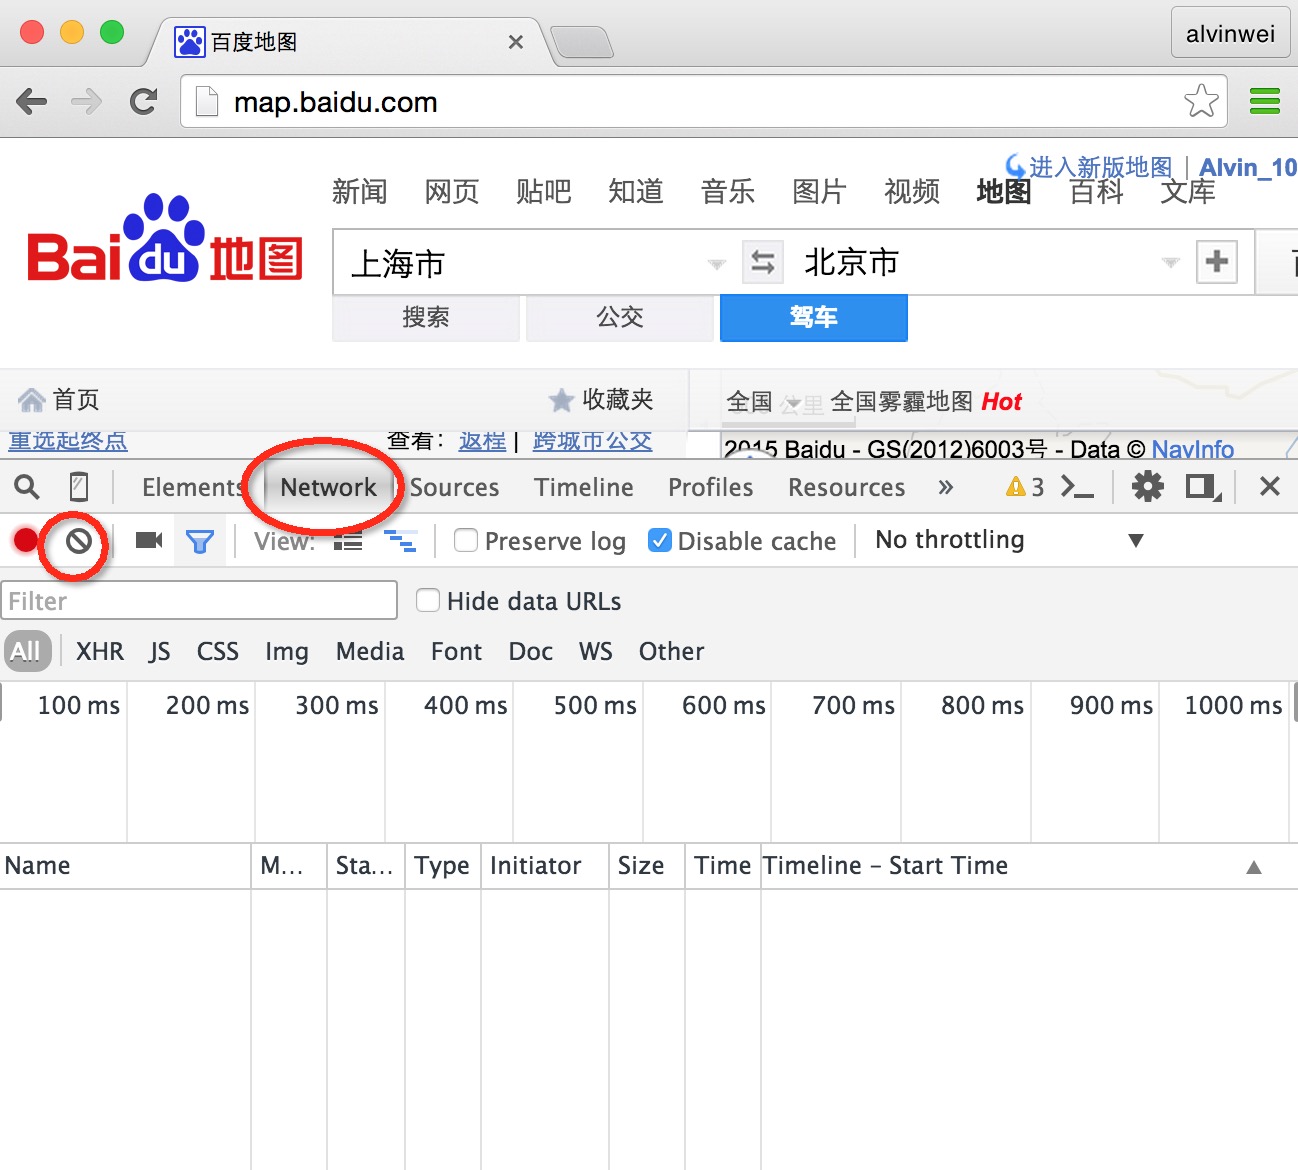 百度地图
alvinwei
map.baidu.com
进入新版地图 | Alvin_10
新闻 网页 贴吧 知道 音乐 图片 视频 地图 百科 文库
Bai du 地图
上海市 北京市
搜索 公交 驾车
首页 收藏夹 全国 全国雾霾地图 Hot
公里
重选起终点 查看： 返程 | 跨城市公交
2015 Baidu - GS(2012)6003号 - Data © NavInfo
Elements Network Sources Timeline Profiles Resources » 3
View: Preserve log Disable cache No throttling
Filter Hide data URLs
All XHR JS CSS Img Media Font Doc WS Other
100 ms 200 ms 300 ms 400 ms 500 ms 600 ms 700 ms 800 ms 900 ms 1000 ms
Name M... Sta... Type Initiator Size Time Timeline – Start Time